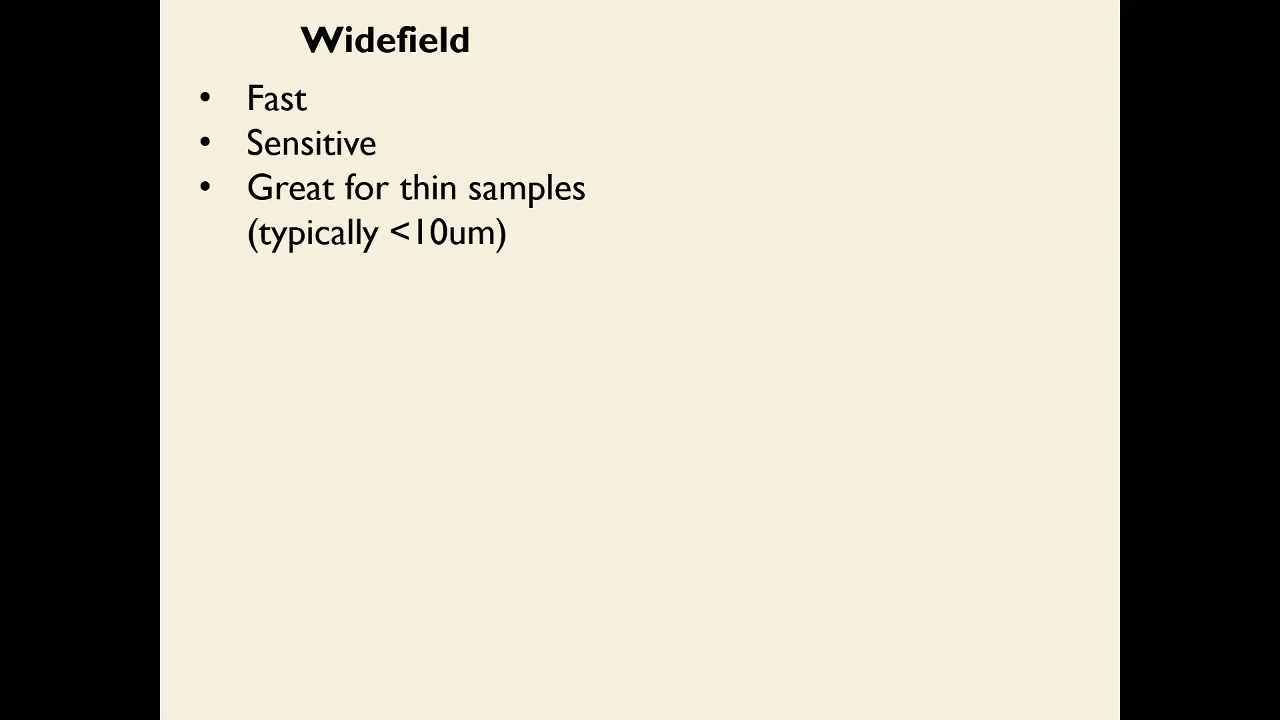 Widefield
• Fast
• Sensitive
• Great for thin samples
(typically <10um)